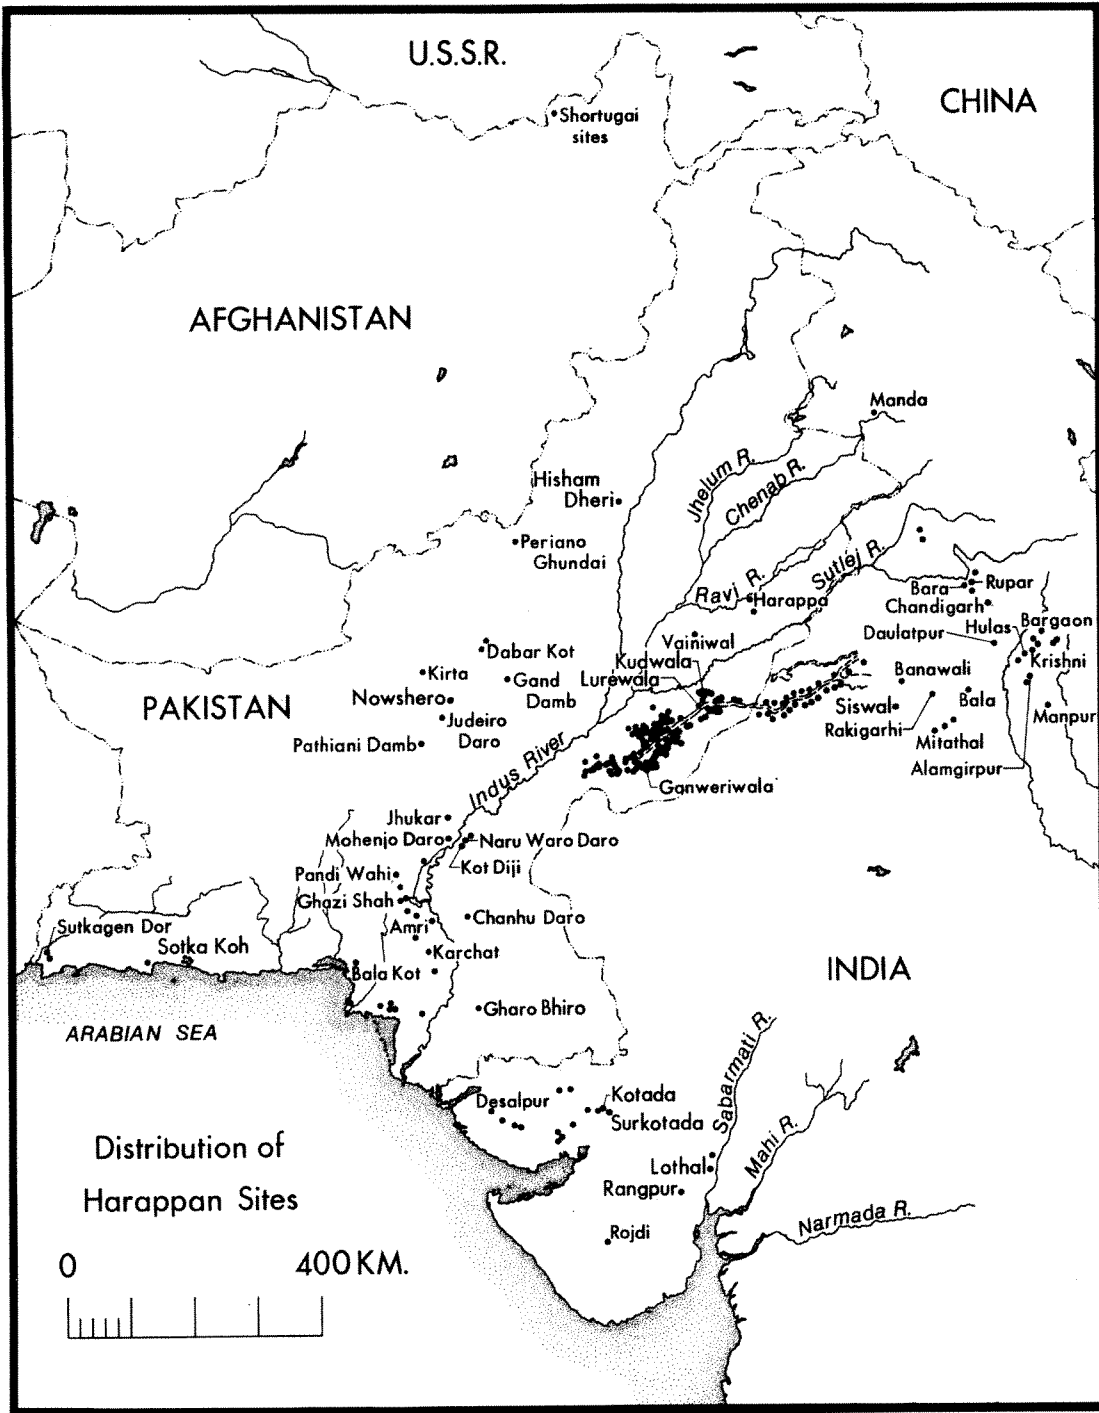 U.S.S.R.
CHINA
Shortugai
sites
AFGHANISTAN
Manda
Jhelum R.
Chenab R.
Hisham
Dheri
Periano
Ghundai
Sutlej R.
Ravi R.
Harappa
Bara
Rupar
Chandigarh
Hulas
Bargaon
Daulatpur
Vainiwal
Kudwala
Lurewala
Krishni
Dabar Kot
Kirta
Gand
Damb
Banawali
Nowshero
PAKISTAN
Judeiro
Daro
Siswal
Bala
Rakigarhi
Manpur
Pathiani Damb
Mitathal
Alamgirpur
Indus River
Ganweriwala
Jhukar
Mohenjo Daro
Naru Waro Daro
Kot Diji
Pandi Wahi
Ghazi Shah
Amri
Chanhu Daro
Sutkagen Dor
Sotka Koh
Karchat
Bala Kot
INDIA
Gharo Bhiro
ARABIAN SEA
Sabarmati R.
Desalpur
Kotada
Surkotada
Mahi R.
Lothal
Rangpur
Narmada R.
Rojdi
Distribution of
Harappan Sites
0
400 KM.